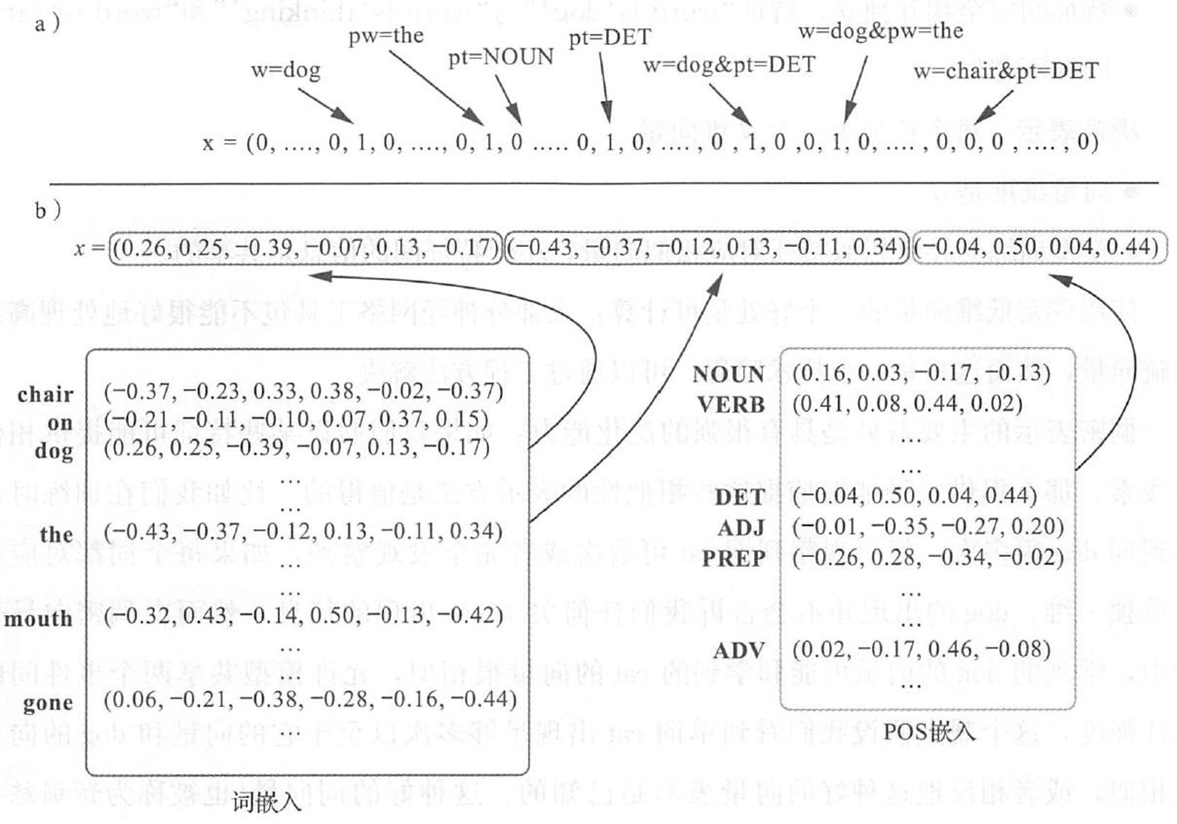 a)
pw=the
pt=DET
w=dog&pw=the
w=dog
pt=NOUN
w=dog&pt=DET
w=chair&pt=DET
x = (0, ...., 0, 1, 0, ...., 0, 1, 0 ..... 0, 1, 0, ...., 0 , 1, 0 ,0, 1, 0, .... , 0, 0, 0 , .... , 0)
b)
x = (0.26, 0.25, −0.39, −0.07, 0.13, −0.17) (−0.43, −0.37, −0.12, 0.13, −0.11, 0.34) (−0.04, 0.50, 0.04, 0.44)
chair (−0.37, −0.23, 0.33, 0.38, −0.02, −0.37)
on (−0.21, −0.11, −0.10, 0.07, 0.37, 0.15)
dog (0.26, 0.25, −0.39, −0.07, 0.13, −0.17)
...
...
the (−0.43, −0.37, −0.12, 0.13, −0.11, 0.34)
...
...
mouth (−0.32, 0.43, −0.14, 0.50, −0.13, −0.42)
...
gone (0.06, −0.21, −0.38, −0.28, −0.16, −0.44)
...
词嵌入
NOUN (0.16, 0.03, −0.17, −0.13)
VERB (0.41, 0.08, 0.44, 0.02)
...
...
DET (−0.04, 0.50, 0.04, 0.44)
ADJ (−0.01, −0.35, −0.27, 0.20)
PREP (−0.26, 0.28, −0.34, −0.02)
...
...
ADV (0.02, −0.17, 0.46, −0.08)
...
POS嵌入